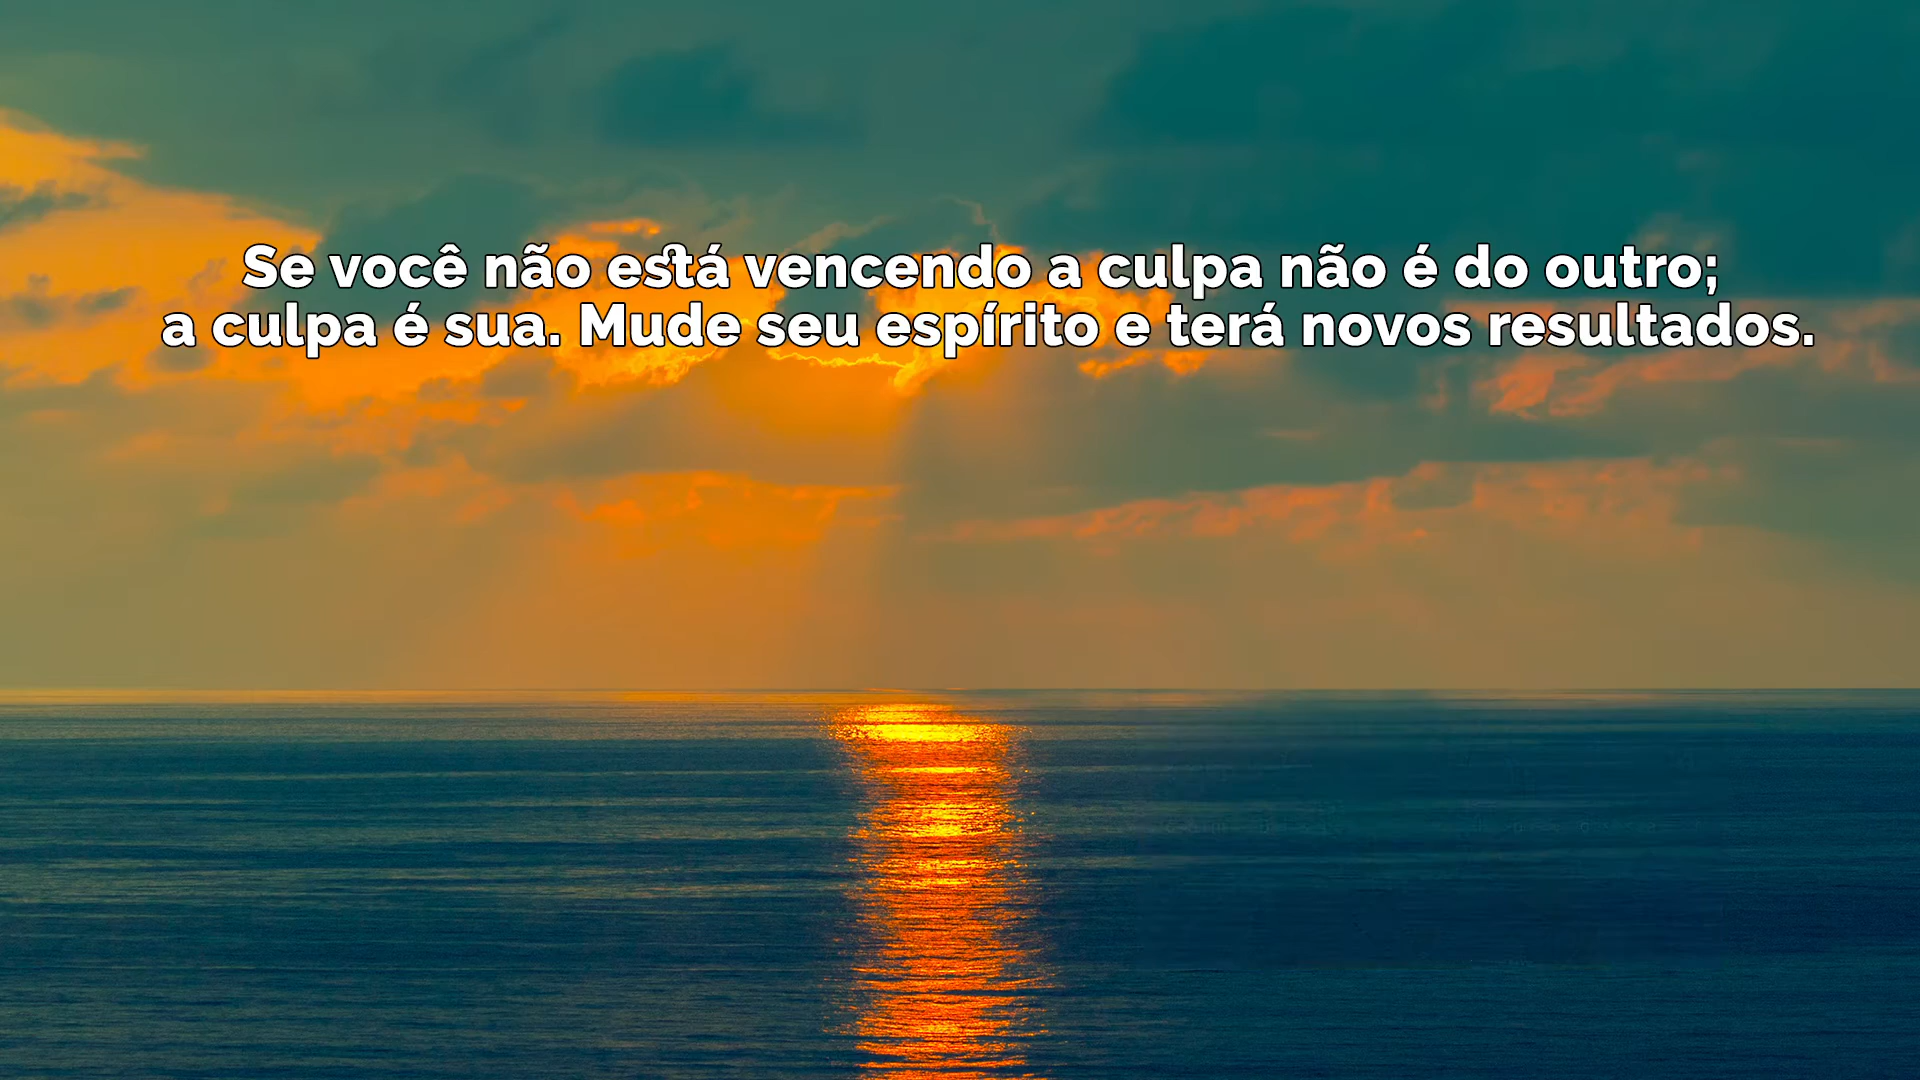 Se você não está vencendo a culpa não é do outro;
a culpa é sua. Mude seu espírito e terá novos resultados.